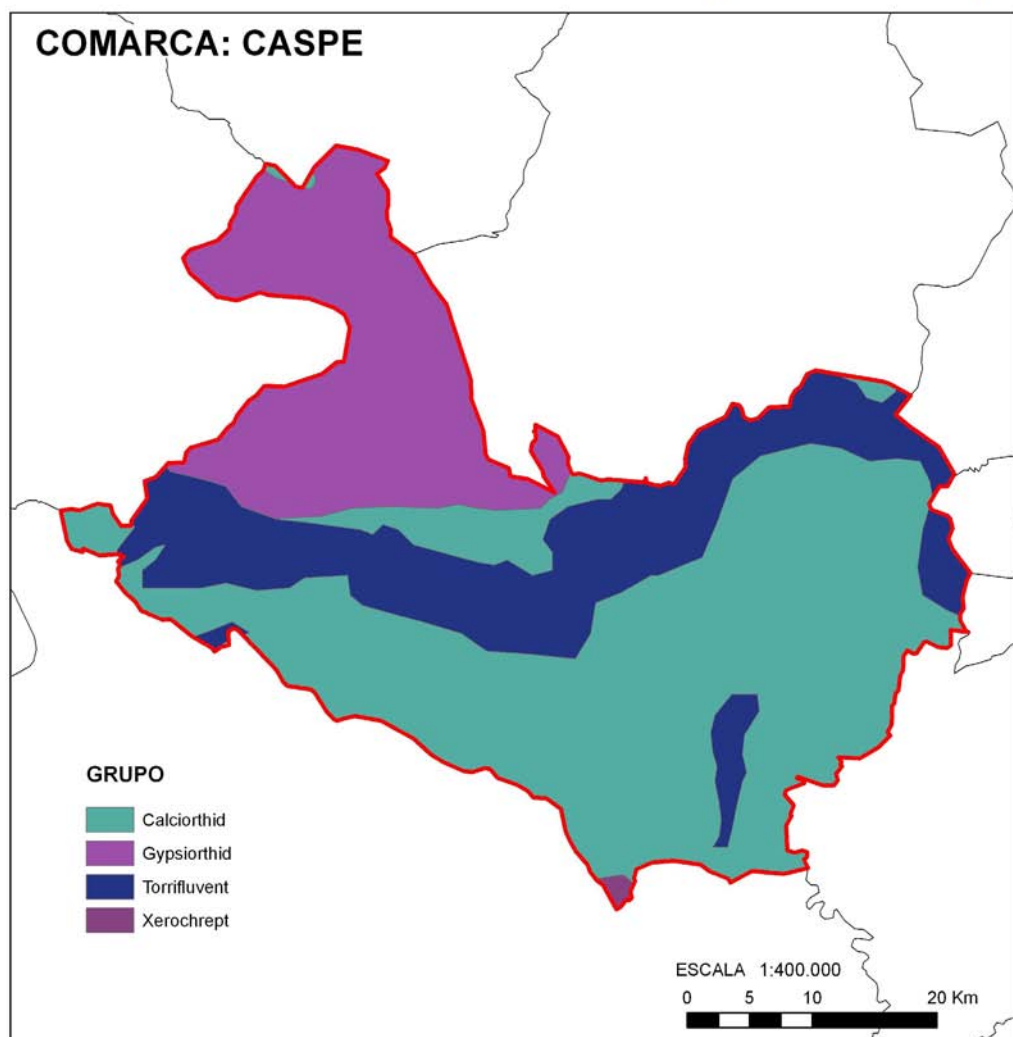 COMARCA: CASPE
GRUPO
Calciorthid
Gypsiorthid
Torrifluvent
Xerochrept
ESCALA 1:400.000
0 5 10 20 Km